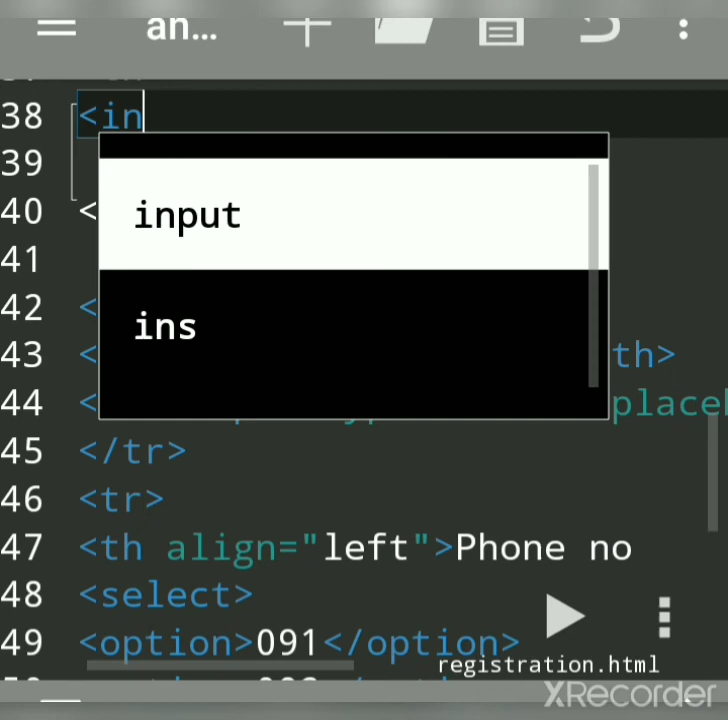 an...
38 <in
39
input
40 <
41
ins
42 <
43 < th>
44 < place
45 </tr>
46 <tr>
47 <th align="left">Phone no
48 <select>
49 <option>091</option>
registration.html
XRecorder